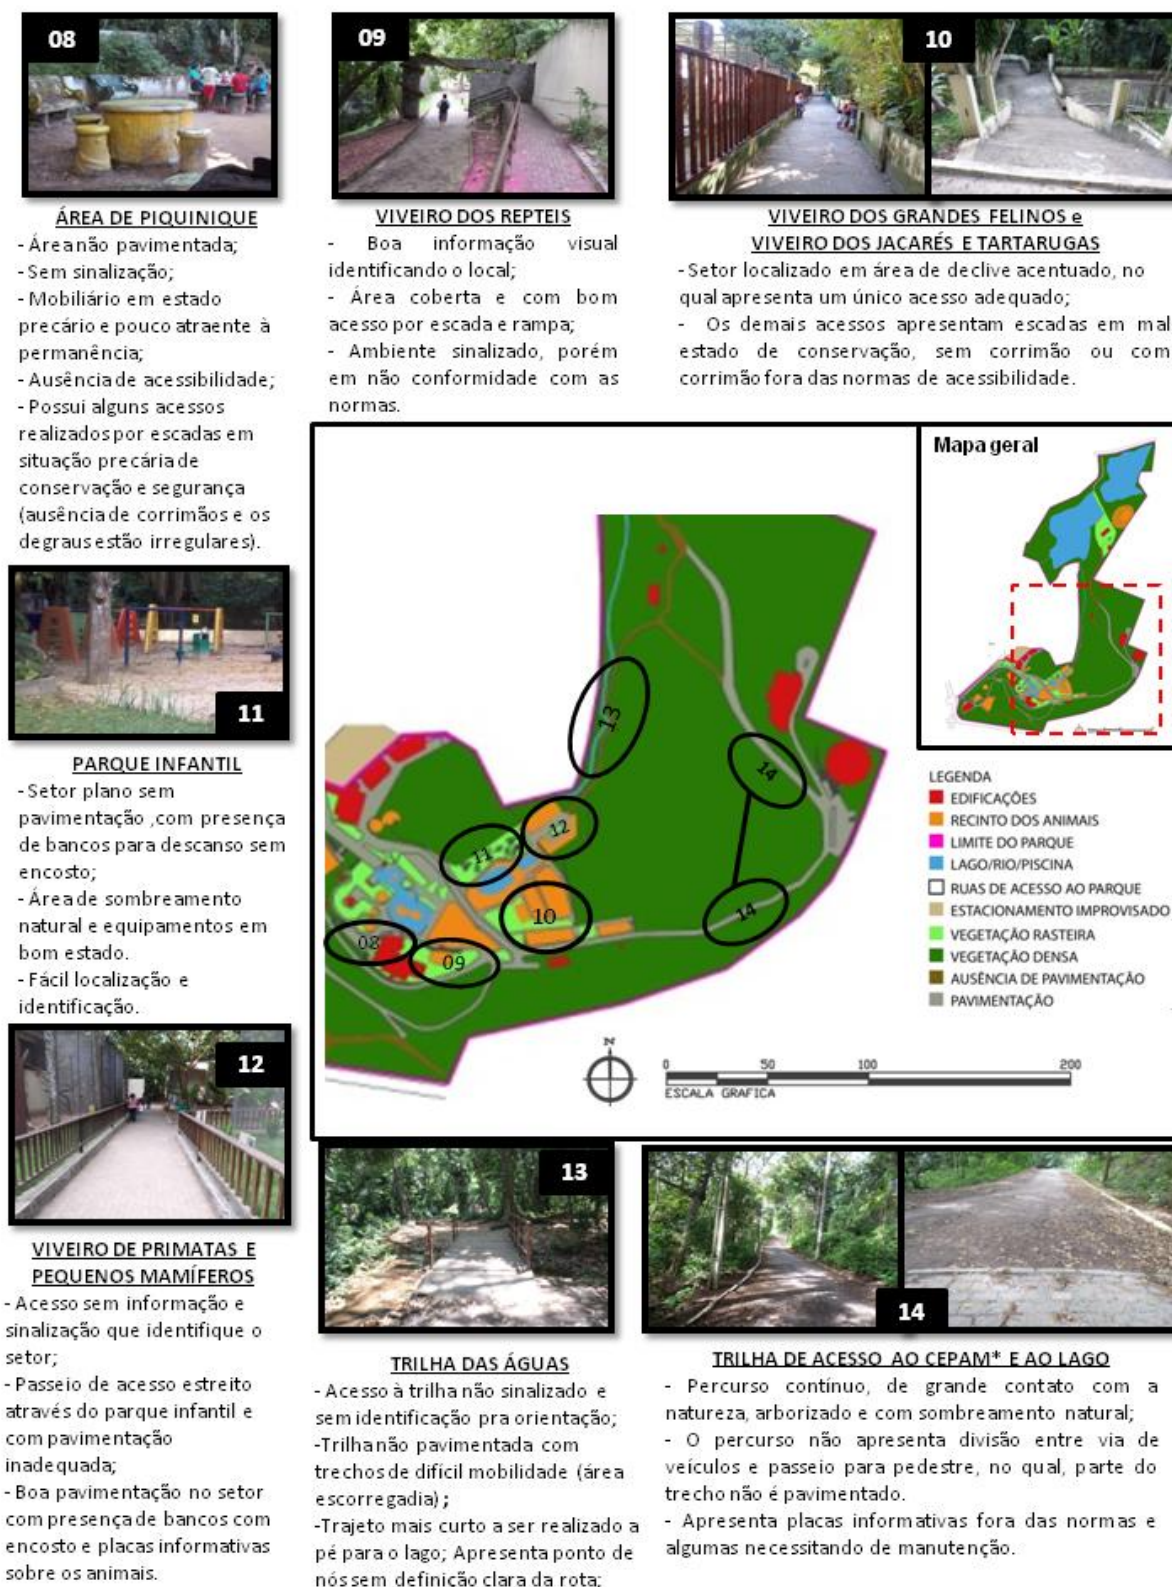 08
ÁREA DE PIQUINIQUE
- Área não pavimentada;
- Sem sinalização;
- Mobiliário em estado
precário e pouco atraente à
permanência;
- Ausência de acessibilidade;
- Possui alguns acessos
realizados por escadas em
situação precária de
conservação e segurança
(ausência de corrimãos e os
degraus estão irregulares).
09
VIVEIRO DOS REPTEIS
- Boa informação visual
identificando o local;
- Área coberta e com bom
acesso por escada e rampa;
- Ambiente sinalizado, porém
em não conformidade com as
normas.
10
VIVEIRO DOS GRANDES FELINOS e
VIVEIRO DOS JACARÉS E TARTARUGAS
- Setor localizado em área de declive acentuado, no
qual apresenta um único acesso adequado;
- Os demais acessos apresentam escadas em mal
estado de conservação, sem corrimão ou com
corrimão fora das normas de acessibilidade.
11
PARQUE INFANTIL
- Setor plano sem
pavimentação ,com presença
de bancos para descanso sem
encosto;
- Área de sombreamento
natural e equipamentos em
bom estado.
- Fácil localização e
identificação.
13
14
12
11
10
14
08
09
N
0 50 100 200
ESCALA GRAFICA
Mapa geral
LEGENDA
EDIFICAÇÕES
RECINTO DOS ANIMAIS
LIMITE DO PARQUE
LAGO/RIO/PISCINA
RUAS DE ACESSO AO PARQUE
ESTACIONAMENTO IMPROVISADO
VEGETAÇÃO RASTEIRA
VEGETAÇÃO DENSA
AUSÊNCIA DE PAVIMENTAÇÃO
PAVIMENTAÇÃO
12
VIVEIRO DE PRIMATAS E
PEQUENOS MAMÍFEROS
- Acesso sem informação e
sinalização que identifique o
setor;
- Passeio de acesso estreito
através do parque infantil e
com pavimentação
inadequada;
- Boa pavimentação no setor
com presença de bancos com
encosto e placas informativas
sobre os animais.
13
TRILHA DAS ÁGUAS
- Acesso à trilha não sinalizado e
sem identificação pra orientação;
-Trilha não pavimentada com
trechos de difícil mobilidade (área
escorregadia) ;
-Trajeto mais curto a ser realizado a
pé para o lago; Apresenta ponto de
nós sem definição clara da rota;
14
TRILHA DE ACESSO AO CEPAM* E AO LAGO
- Percurso contínuo, de grande contato com a
natureza, arborizado e com sombreamento natural;
- O percurso não apresenta divisão entre via de
veículos e passeio para pedestre, no qual, parte do
trecho não é pavimentado.
- Apresenta placas informativas fora das normas e
algumas necessitando de manutenção.